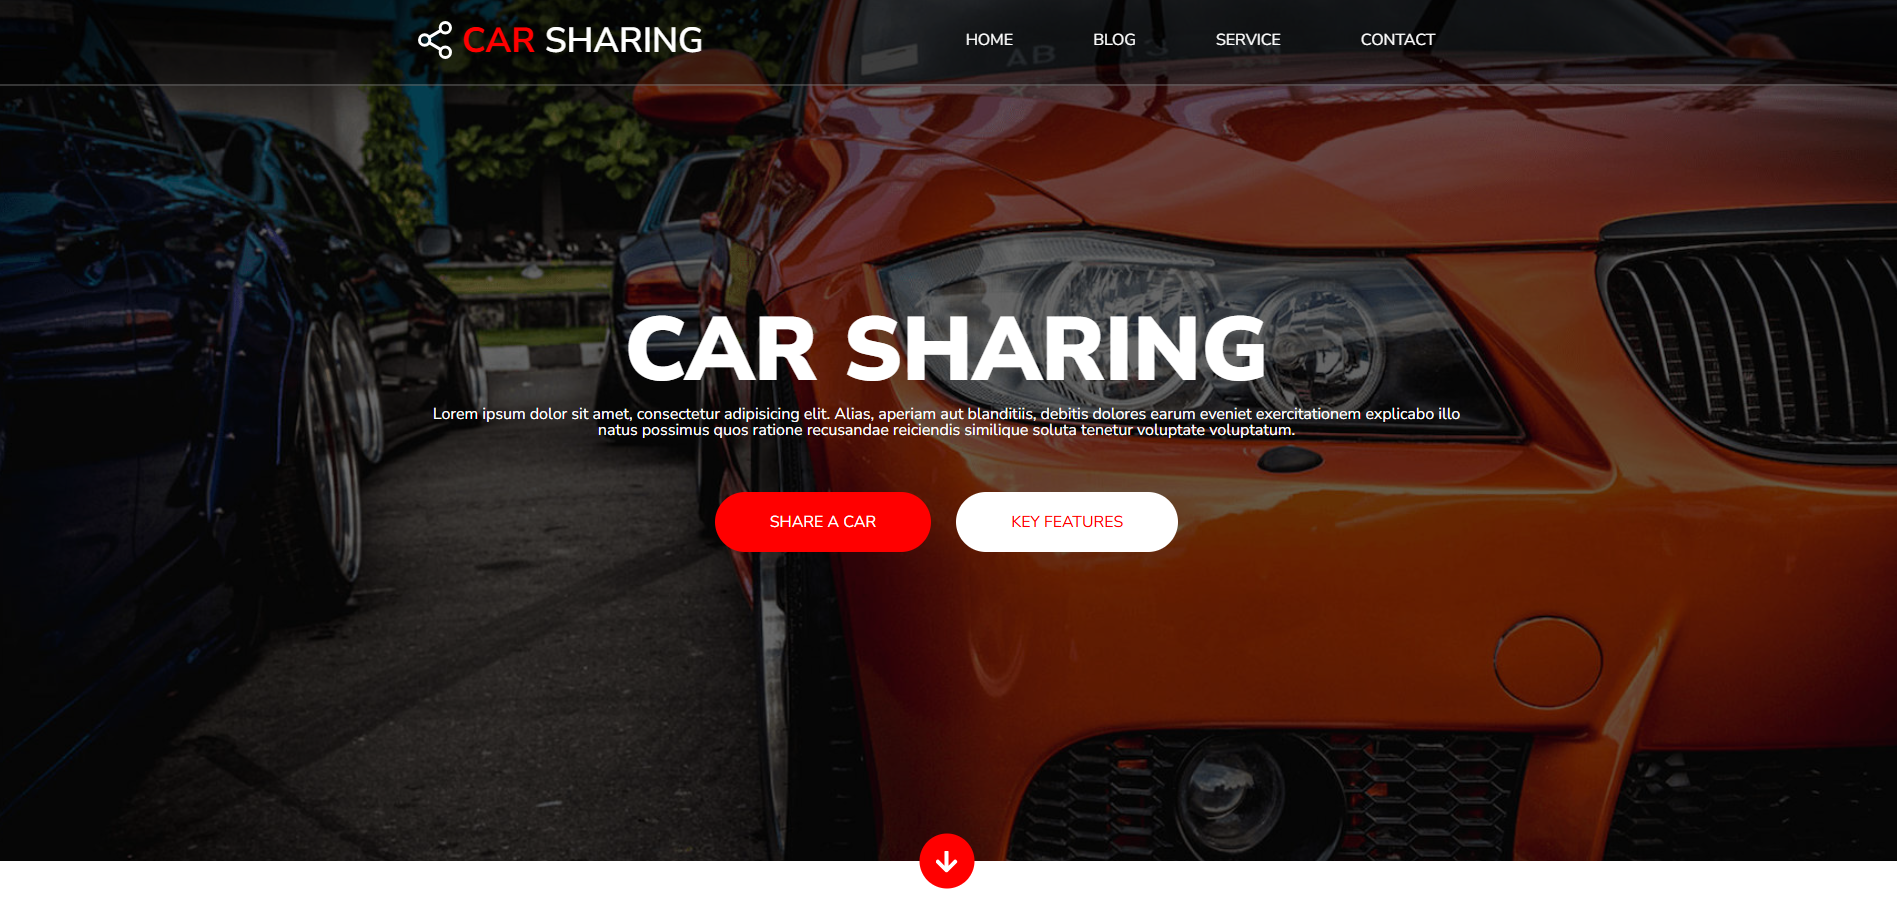 CAR SHARING
HOME BLOG SERVICE CONTACT
CAR SHARING
Lorem ipsum dolor sit amet, consectetur adipisicing elit. Alias, aperiam aut blanditiis, debitis dolores earum eveniet exercitationem explicabo illo
natus possimus quos ratione recusandae reiciendis similique soluta tenetur voluptate voluptatum.
SHARE A CAR
KEY FEATURES